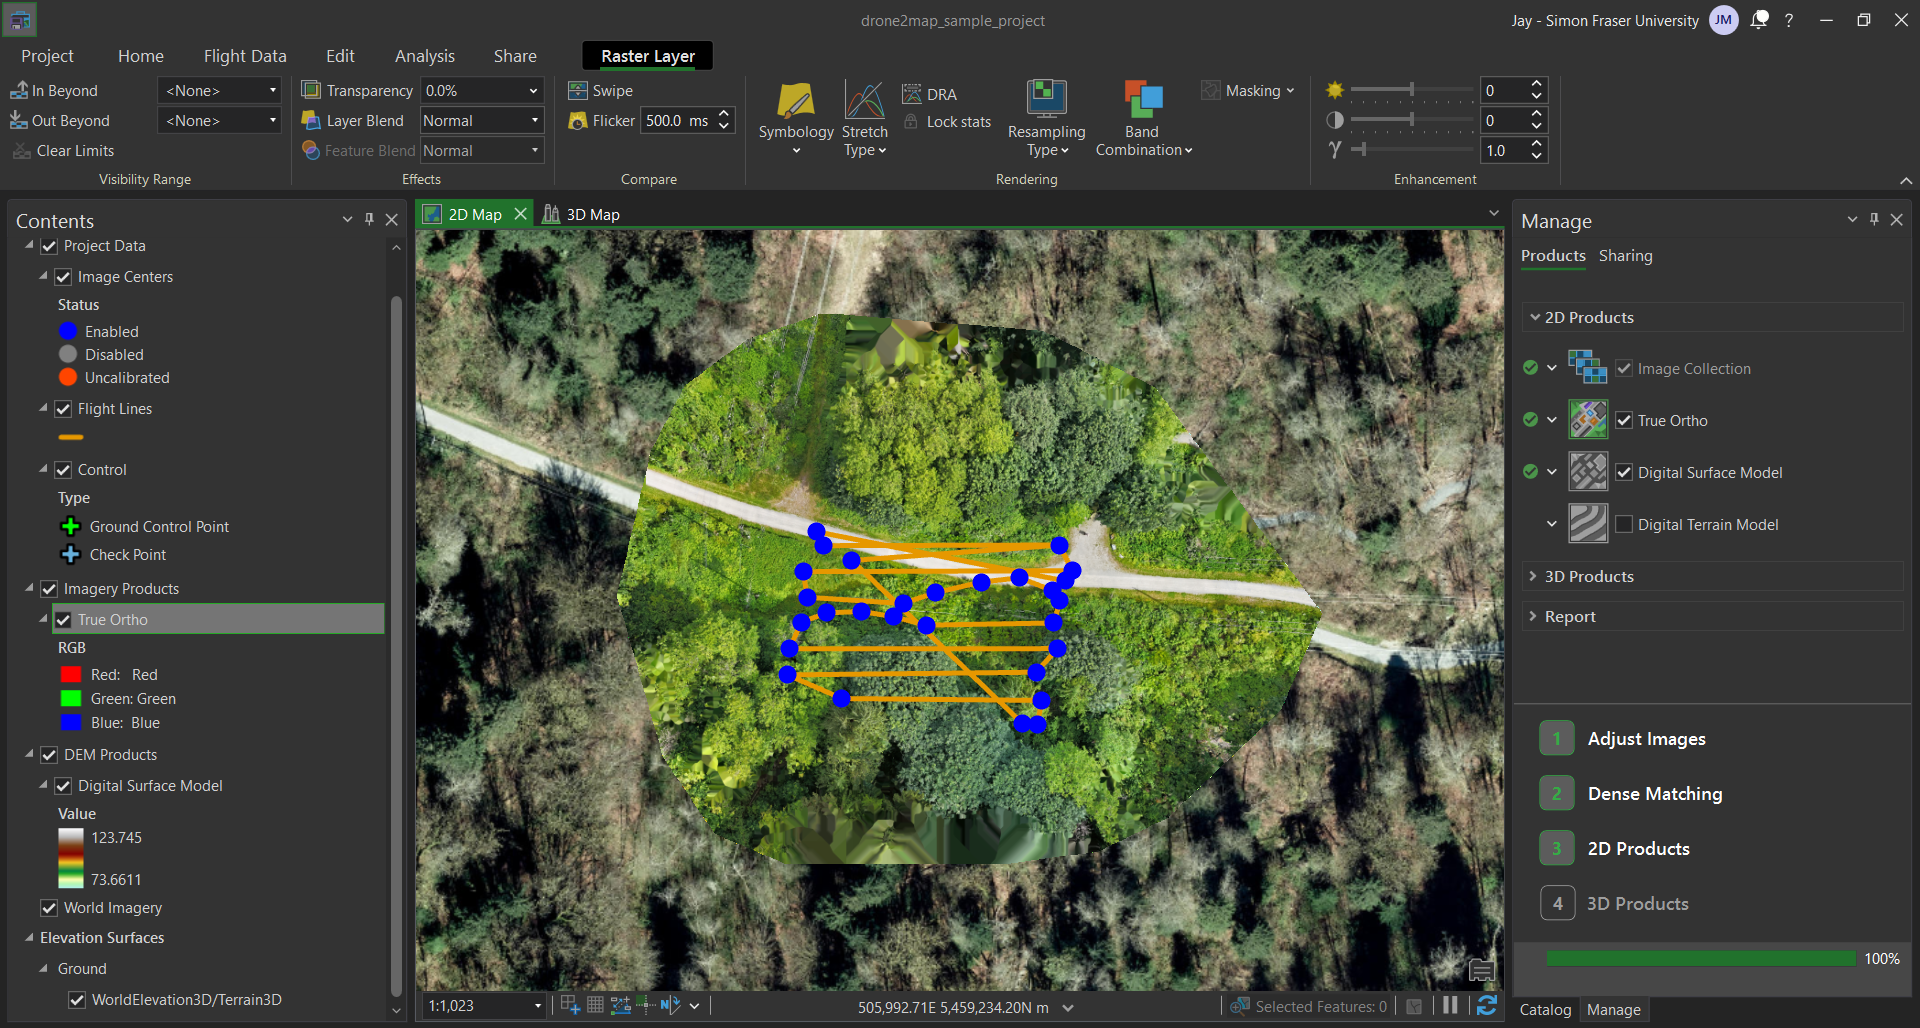 drone2map_sample_project
Jay - Simon Fraser University
JM
?
Project
Home
Flight Data
Edit
Analysis
Share
Raster Layer
In Beyond
<None>
Out Beyond
<None>
Clear Limits
Visibility Range
Transparency
0.0%
Layer Blend
Normal
Feature Blend
Normal
Effects
Swipe
Flicker
500.0 ms
Compare
Symbology
Stretch
Type
DRA
Lock stats
Resampling
Type
Band
Combination
Masking
Rendering
0
0
γ
1.0
Enhancement
Contents
Project Data
Image Centers
Status
Enabled
Disabled
Uncalibrated
Flight Lines
Control
Type
Ground Control Point
Check Point
Imagery Products
True Ortho
RGB
Red: Red
Green: Green
Blue: Blue
DEM Products
Digital Surface Model
Value
123.745
73.6611
World Imagery
Elevation Surfaces
Ground
WorldElevation3D/Terrain3D
2D Map
3D Map
1:1,023
N
505,992.71E 5,459,234.20N m
Selected Features: 0
Manage
Products
Sharing
2D Products
Image Collection
True Ortho
Digital Surface Model
Digital Terrain Model
3D Products
Report
1 Adjust Images
2 Dense Matching
3 2D Products
4 3D Products
100%
Catalog
Manage